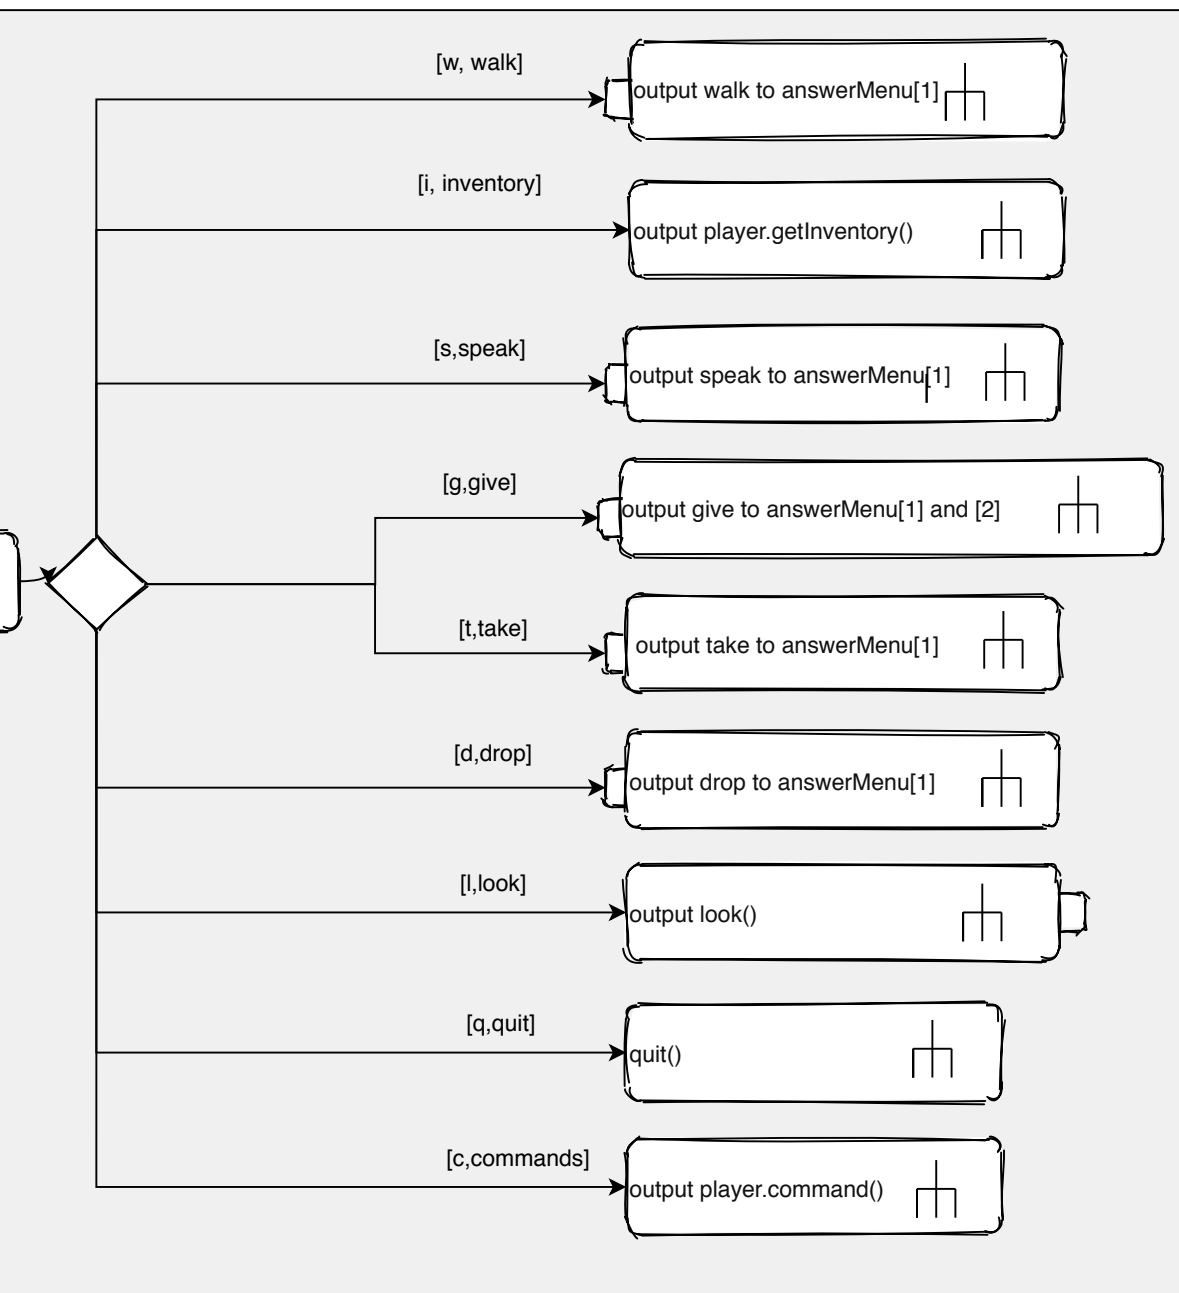 [w, walk]
output walk to answerMenu[1]
[i, inventory]
output player.getInventory()
[s,speak]
output speak to answerMenu[1]
[g,give]
output give to answerMenu[1] and [2]
[t,take]
output take to answerMenu[1]
[d,drop]
output drop to answerMenu[1]
[l,look]
output look()
[q,quit]
quit()
[c,commands]
output player.command()